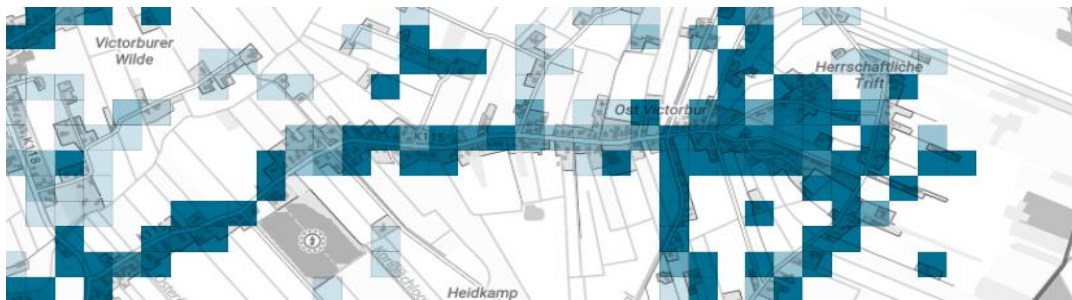 Victorburer
Wilde
Herrschaftliche
Trift
Ost Victorbur
K115
K118
Heidkamp